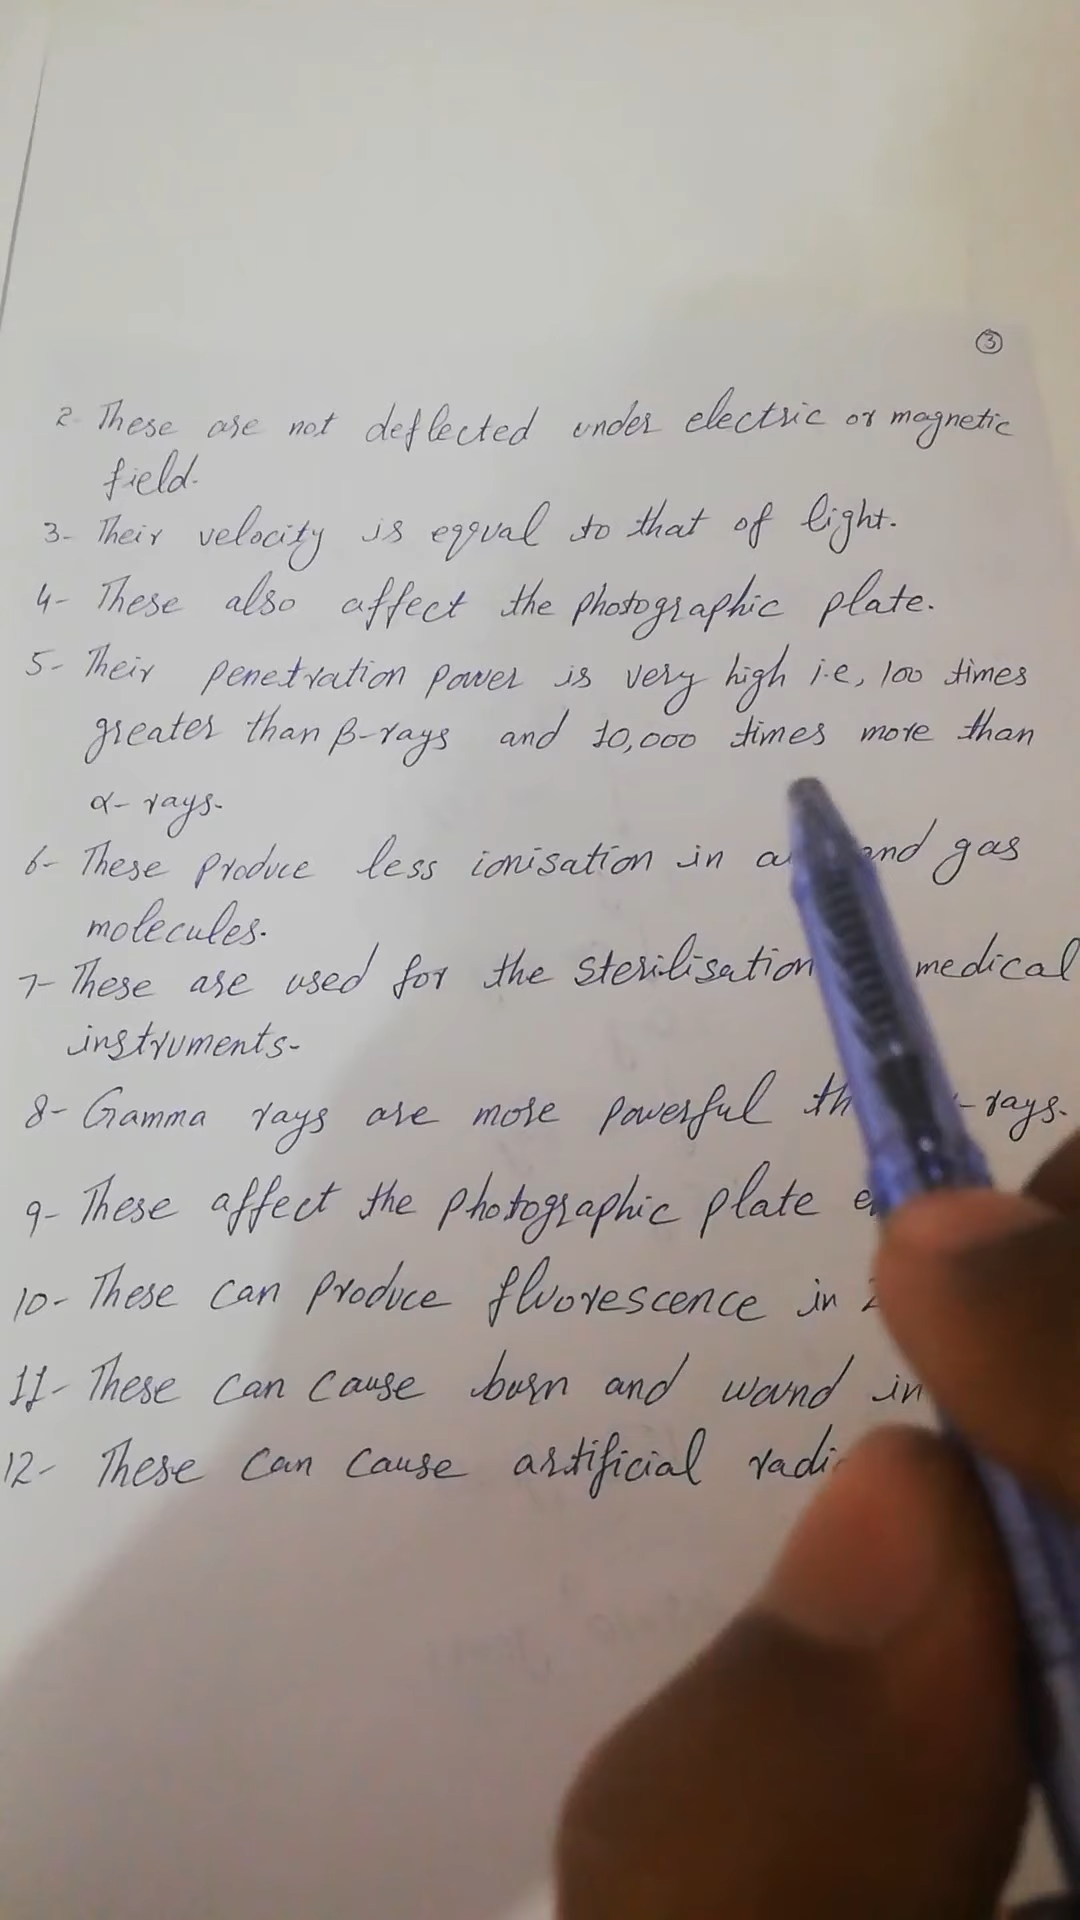 3
2- These are not deflected under electric or magnetic
field.
3- Their velocity is eqqual to that of light.
4- These also affect the photographic plate.
5- Their penetration power is very high i.e, 100 times
greater than β-rays and 10,000 times more than
α- rays.
6- These produce less ionisation in and gas
molecules.
7- These are used for the sterilisation medical
instruments-
8- Gamma rays are more powerful -rays.
9- These affect the photographic plate
10- These can produce fluorescence in
11- These can cause burn and wound in
12- These can cause artificial